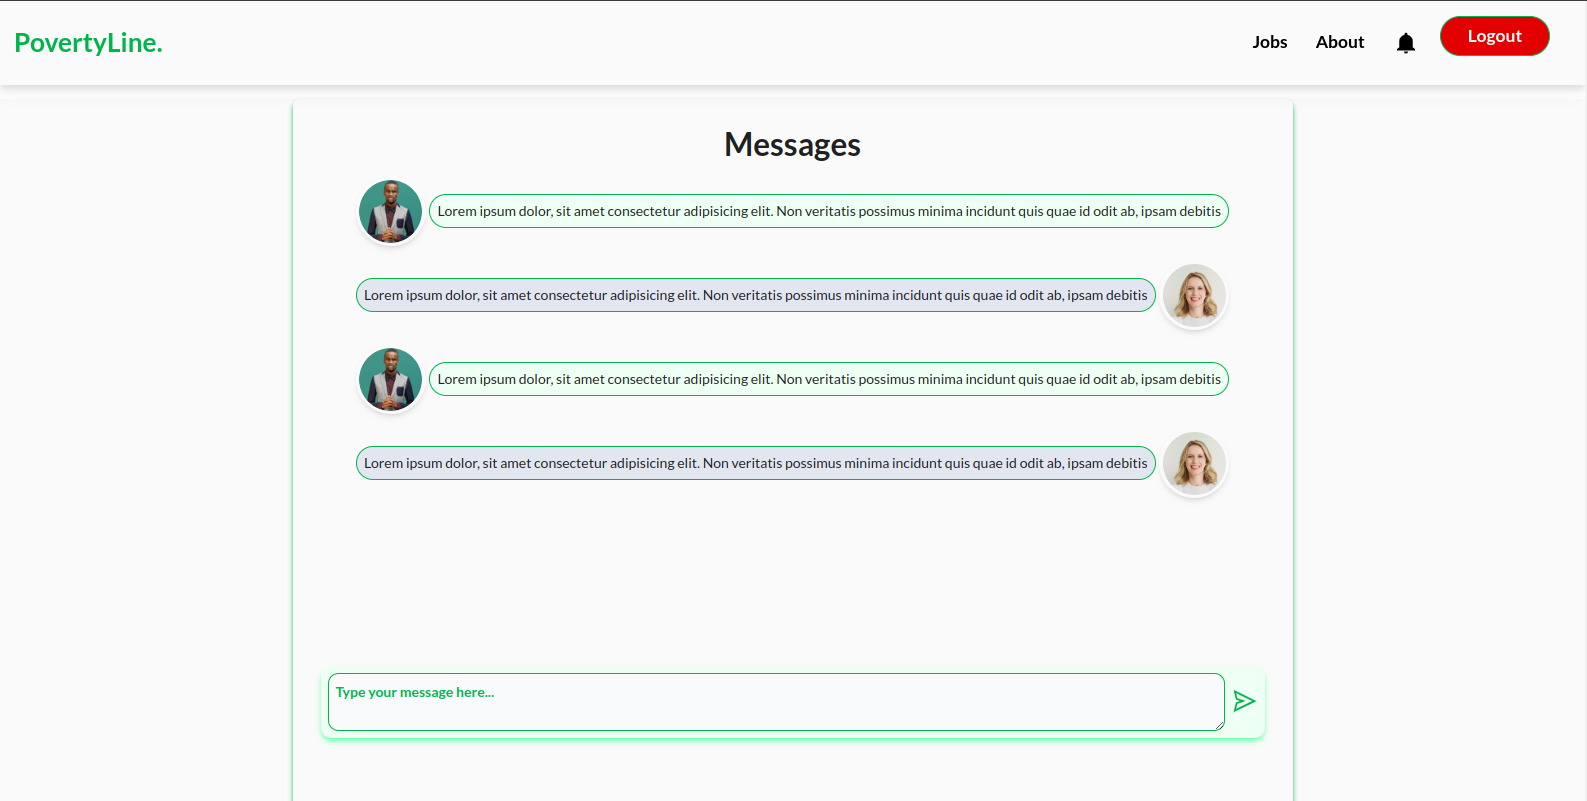 PovertyLine.
Jobs About Logout
Messages
Lorem ipsum dolor, sit amet consectetur adipisicing elit. Non veritatis possimus minima incidunt quis quae id odit ab, ipsam debitis
Lorem ipsum dolor, sit amet consectetur adipisicing elit. Non veritatis possimus minima incidunt quis quae id odit ab, ipsam debitis
Lorem ipsum dolor, sit amet consectetur adipisicing elit. Non veritatis possimus minima incidunt quis quae id odit ab, ipsam debitis
Lorem ipsum dolor, sit amet consectetur adipisicing elit. Non veritatis possimus minima incidunt quis quae id odit ab, ipsam debitis
Type your message here...